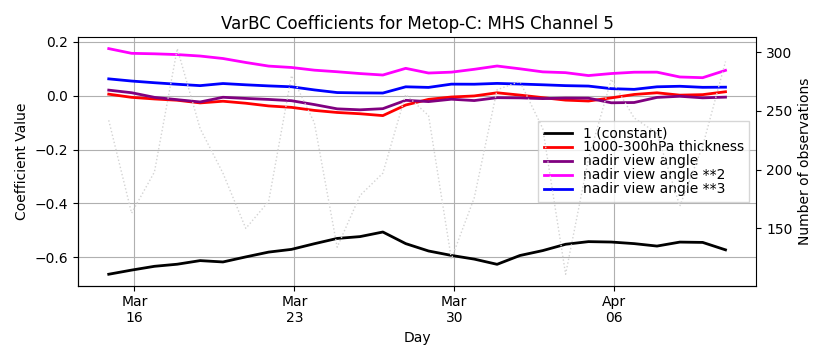 VarBC Coefficients for Metop-C: MHS Channel 5
0.2
0.0
−0.2
−0.4
−0.6
Coefficient Value
300
250
200
150
Number of observations
1 (constant)
1000-300hPa thickness
nadir view angle
nadir view angle **2
nadir view angle **3
Mar
16
Mar
23
Mar
30
Apr
06
Day